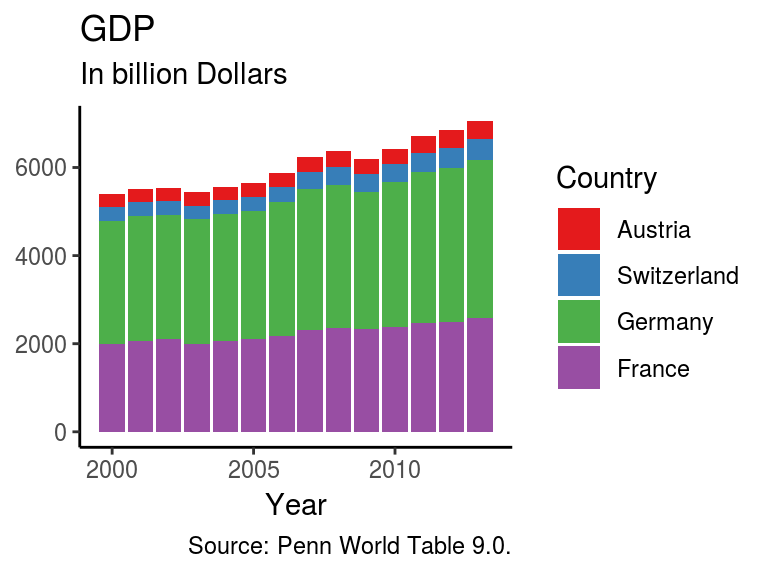 GDP
In billion Dollars
6000
4000
2000
0
2000 2005 2010
Year
Source: Penn World Table 9.0.
Country
Austria
Switzerland
Germany
France